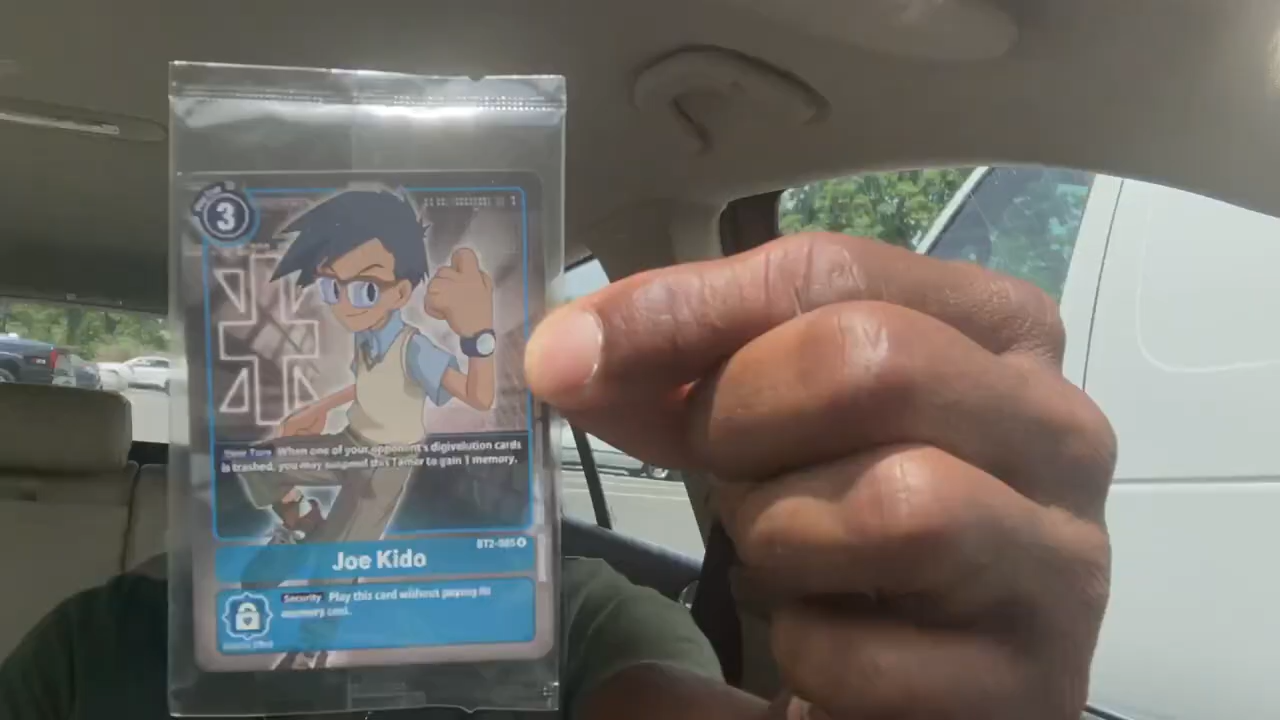 3
Your Turn When one of your opponent's digivolution cards
is trashed, you may suspend this Tamer to gain 1 memory.
BT2-085
Joe Kido
Security Play this card without paying its
memory cost.